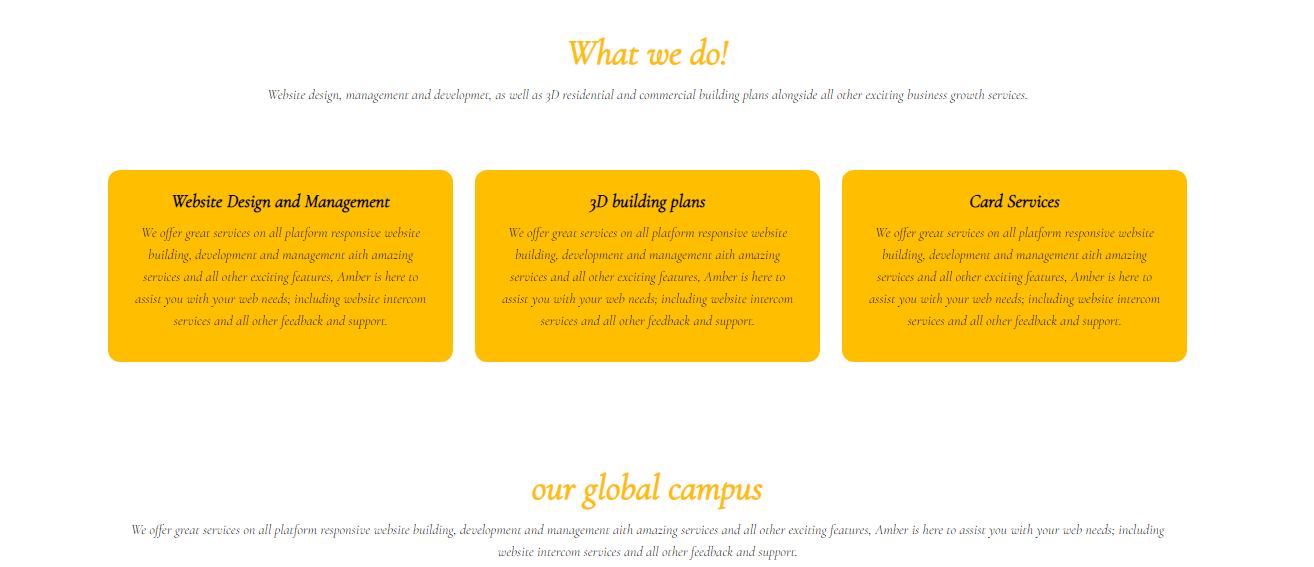 What we do!
Website design, management and developmet, as well as 3D residential and commercial building plans alongside all other exciting business growth services.
Website Design and Management
We offer great services on all platform responsive website
building, development and management aith amazing
services and all other exciting features, Amber is here to
assist you with your web needs; including website intercom
services and all other feedback and support.
3D building plans
We offer great services on all platform responsive website
building, development and management aith amazing
services and all other exciting features, Amber is here to
assist you with your web needs; including website intercom
services and all other feedback and support.
Card Services
We offer great services on all platform responsive website
building, development and management aith amazing
services and all other exciting features, Amber is here to
assist you with your web needs; including website intercom
services and all other feedback and support.
our global campus
We offer great services on all platform responsive website building, development and management aith amazing services and all other exciting features, Amber is here to assist you with your web needs; including
website intercom services and all other feedback and support.